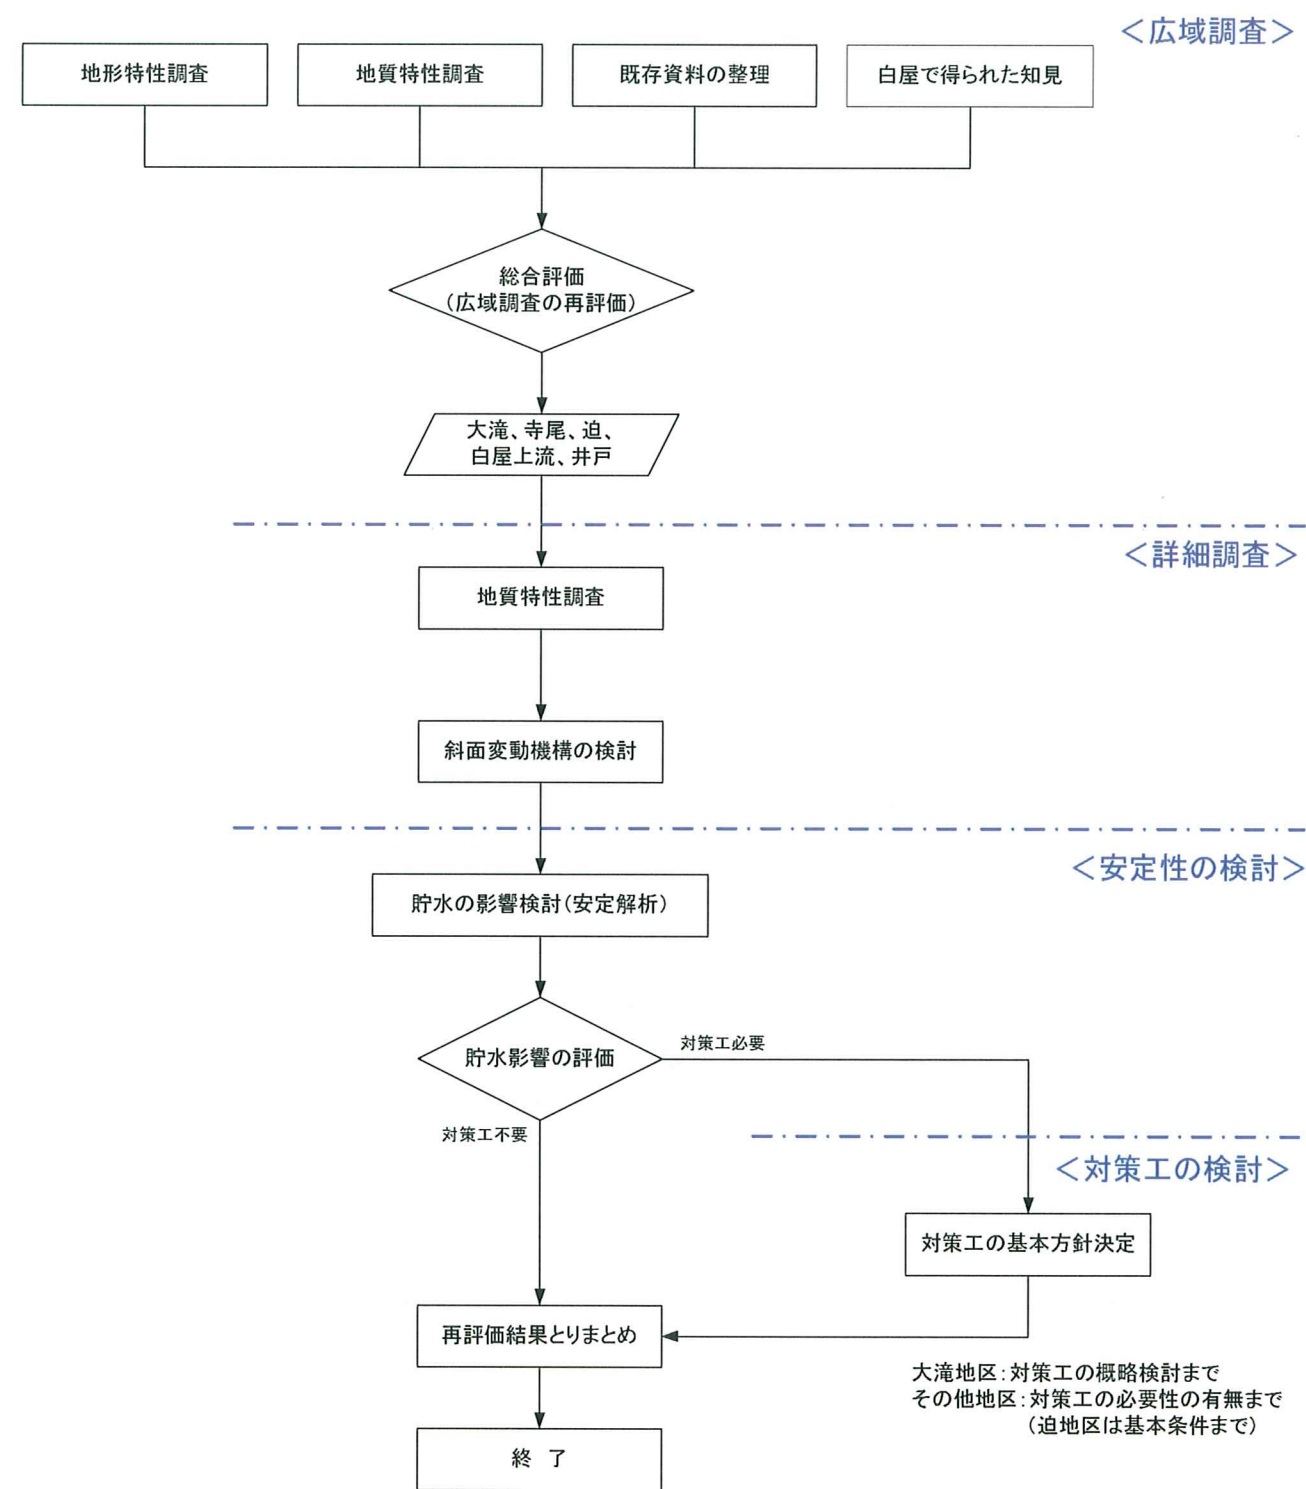 ＜広域調査＞
地形特性調査
地質特性調査
既存資料の整理
白屋で得られた知見
総合評価
（広域調査の再評価）
大滝、寺尾、迫、
白屋上流、井戸
＜詳細調査＞
地質特性調査
斜面変動機構の検討
＜安定性の検討＞
貯水の影響検討（安定解析）
貯水影響の評価
対策工必要
対策工不要
＜対策工の検討＞
対策工の基本方針決定
再評価結果とりまとめ
大滝地区：対策工の概略検討まで
その他地区：対策工の必要性の有無まで
（迫地区は基本条件まで）
終　了